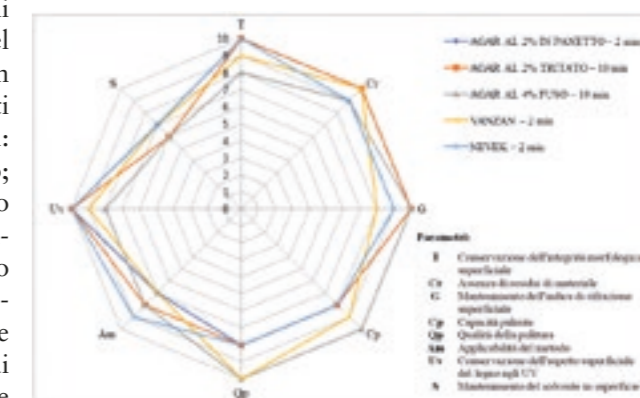 T
10
9
8
7
6
5
4
3
2
1
0
S
Cr
Uv
G
Am
Cp
Qp
AGAR AL 2% IN PANETTO – 2 min
AGAR AL 2% TRITATO – 10 min
AGAR AL 4% FUSO – 10 min
VANZAN – 2 min
NEVEK – 2 min
Parametri:
T Conservazione dell'integrità morfologica
superficiale
Cr Assenza di residui di materiale
G Mantenimento dell'indice di riflessione
superficiale
Cp Capacità pulente
Qp Qualità della pulitura
Am Applicabilità del metodo
Uv Conservazione dell'aspetto superficiale
del legno agli UV
S Mantenimento del solvente in superficie